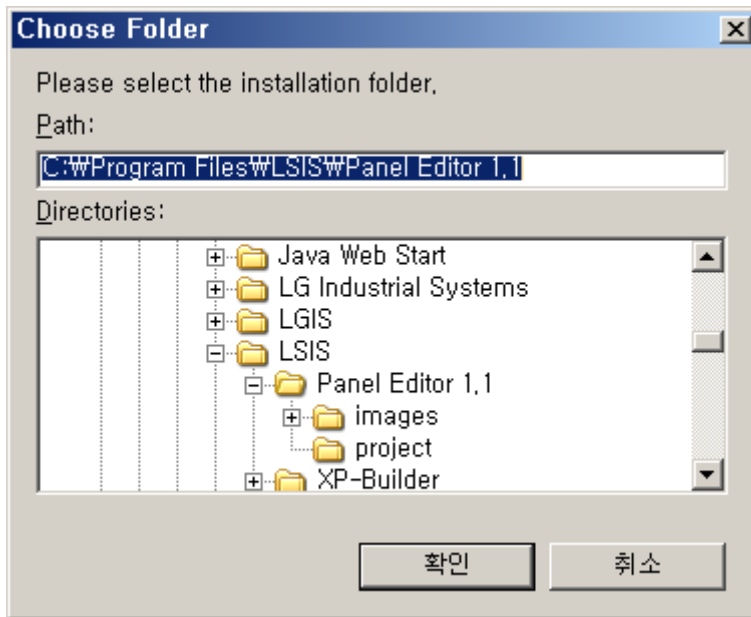 Choose Folder
Please select the installation folder.
Path:
C:₩Program Files₩LSIS₩Panel Editor 1.1
Directories:
Java Web Start
LG Industrial Systems
LGIS
LSIS
Panel Editor 1.1
images
project
XP-Builder
확인 취소